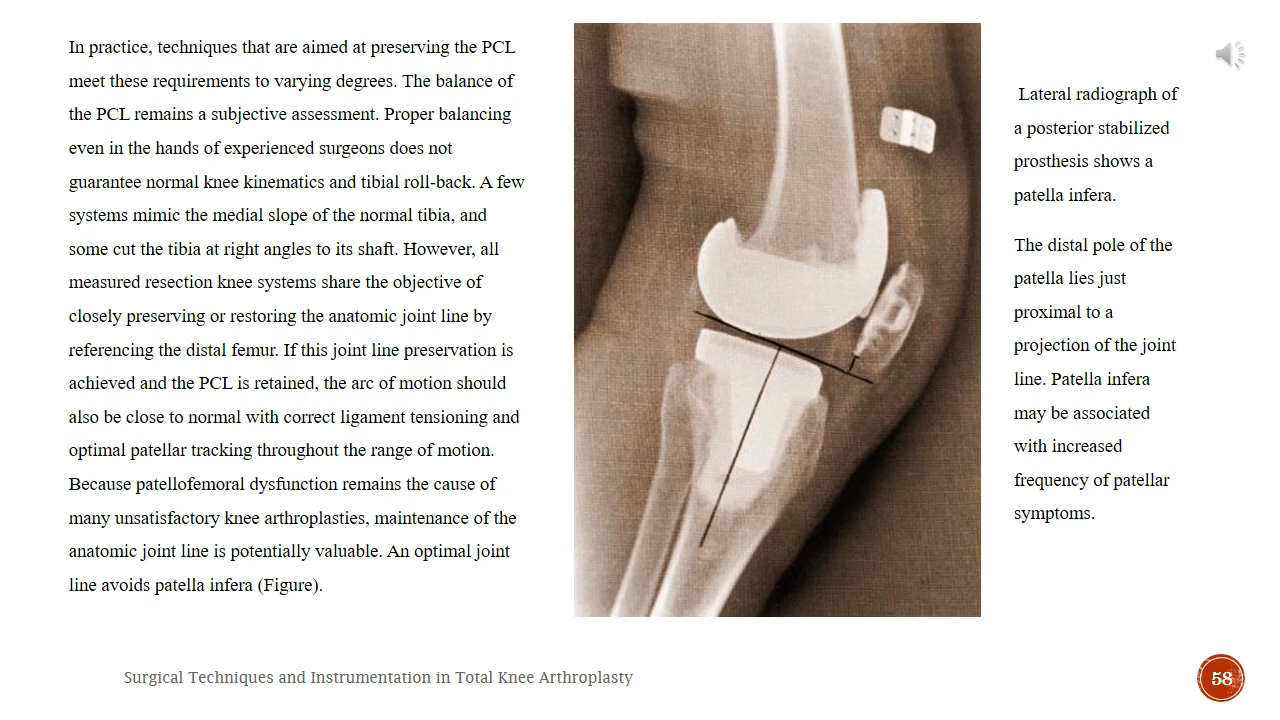 In practice, techniques that are aimed at preserving the PCL
meet these requirements to varying degrees. The balance of
the PCL remains a subjective assessment. Proper balancing
even in the hands of experienced surgeons does not
guarantee normal knee kinematics and tibial roll-back. A few
systems mimic the medial slope of the normal tibia, and
some cut the tibia at right angles to its shaft. However, all
measured resection knee systems share the objective of
closely preserving or restoring the anatomic joint line by
referencing the distal femur. If this joint line preservation is
achieved and the PCL is retained, the arc of motion should
also be close to normal with correct ligament tensioning and
optimal patellar tracking throughout the range of motion.
Because patellofemoral dysfunction remains the cause of
many unsatisfactory knee arthroplasties, maintenance of the
anatomic joint line is potentially valuable. An optimal joint
line avoids patella infera (Figure).
Lateral radiograph of
a posterior stabilized
prosthesis shows a
patella infera.
The distal pole of the
patella lies just
proximal to a
projection of the joint
line. Patella infera
may be associated
with increased
frequency of patellar
symptoms.
Surgical Techniques and Instrumentation in Total Knee Arthroplasty
58